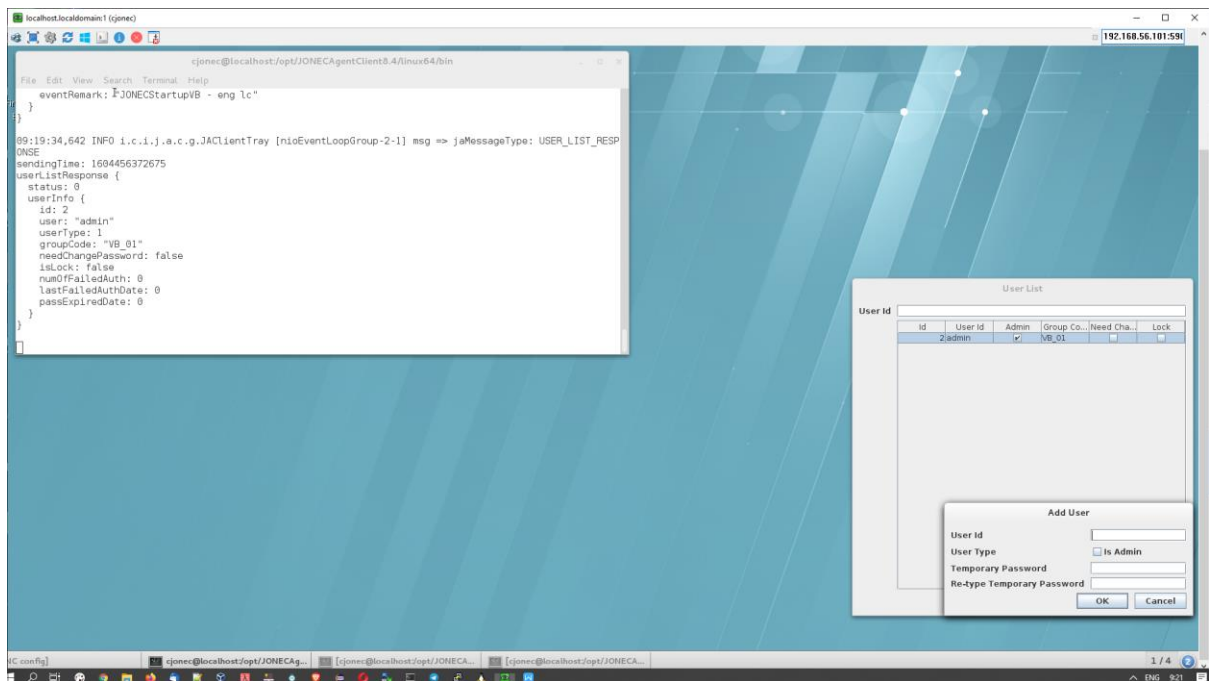 localhost.localdomain:1 (cjonec)
192.168.56.101:590
cjonec@localhost:/opt/JONECAgentClient8.4/linux64/bin
File Edit View Search Terminal Help
eventRemark: "JONECStartupVB - eng lc"
}
}
09:19:34,642 INFO i.c.i.j.a.c.g.JAClientTray [nioEventLoopGroup-2-1] msg => jaMessageType: USER_LIST_RESP
ONSE
sendingTime: 1604456372675
userListResponse {
status: 0
userInfo {
id: 2
user: "admin"
userType: 1
groupCode: "VB_01"
needChangePassword: false
isLock: false
numOfFailedAuth: 0
lastFailedAuthDate: 0
passExpiredDate: 0
}
}
User List
User Id
Id User Id Admin Group Co... Need Cha... Lock
2 admin VB_01
Add User
User Id
User Type Is Admin
Temporary Password
Re-type Temporary Password
OK Cancel
NC config] cjonec@localhost:/opt/JONECAg... [cjonec@localhost:/opt/JONECA... [cjonec@localhost:/opt/JONECA... 1 / 4 2
ENG 9:21